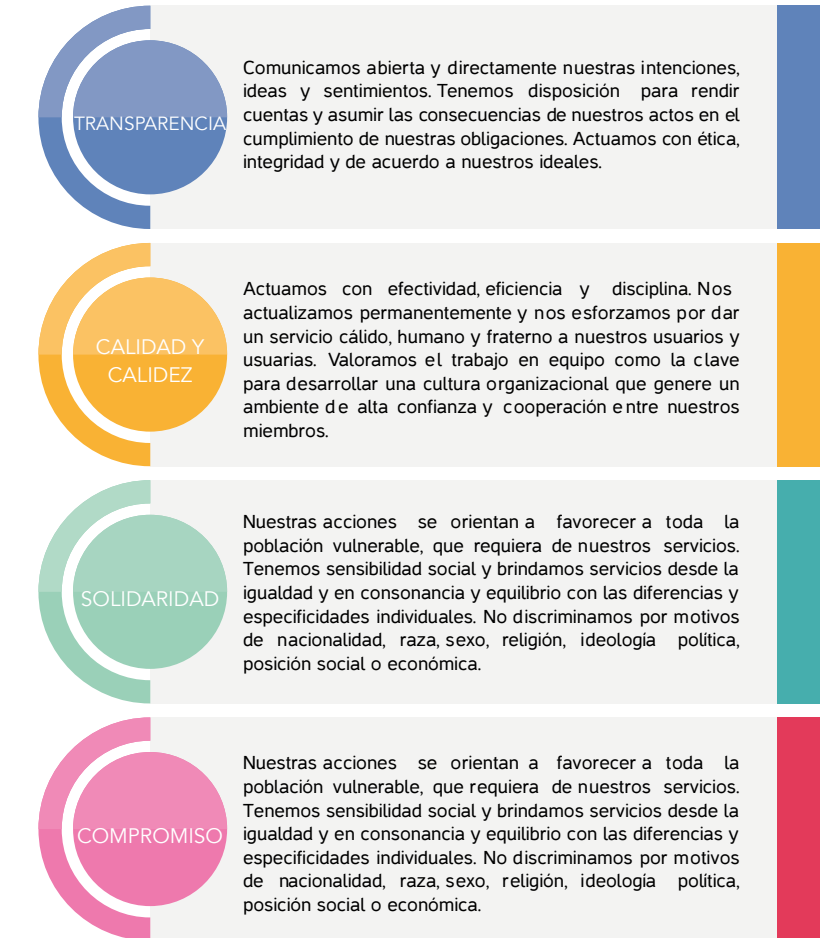 TRANSPARENCIA
Comunicamos abierta y directamente nuestras intenciones,
ideas y sentimientos. Tenemos disposición para rendir
cuentas y asumir las consecuencias de nuestros actos en el
cumplimiento de nuestras obligaciones. Actuamos con ética,
integridad y de acuerdo a nuestros ideales.
CALIDAD Y
CALIDEZ
Actuamos con efectividad, eficiencia y disciplina. Nos
actualizamos permanentemente y nos esforzamos por dar
un servicio cálido, humano y fraterno a nuestros usuarios y
usuarias. Valoramos el trabajo en equipo como la clave
para desarrollar una cultura organizacional que genere un
ambiente de alta confianza y cooperación entre nuestros
miembros.
SOLIDARIDAD
Nuestras acciones se orientan a favorecer a toda la
población vulnerable, que requiera de nuestros servicios.
Tenemos sensibilidad social y brindamos servicios desde la
igualdad y en consonancia y equilibrio con las diferencias y
especificidades individuales. No discriminamos por motivos
de nacionalidad, raza, sexo, religión, ideología política,
posición social o económica.
COMPROMISO
Nuestras acciones se orientan a favorecer a toda la
población vulnerable, que requiera de nuestros servicios.
Tenemos sensibilidad social y brindamos servicios desde la
igualdad y en consonancia y equilibrio con las diferencias y
especificidades individuales. No discriminamos por motivos
de nacionalidad, raza, sexo, religión, ideología política,
posición social o económica.